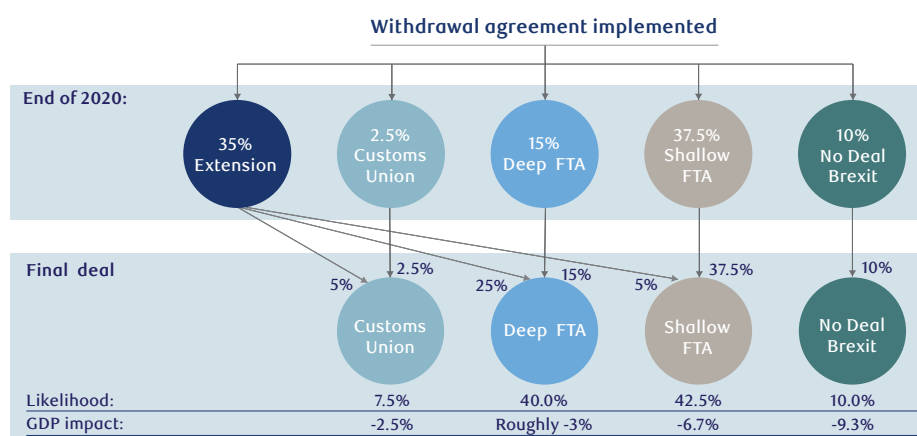 Withdrawal agreement implemented
End of 2020:
35%
Extension
2.5%
Customs
Union
15%
Deep FTA
37.5%
Shallow
FTA
10%
No Deal
Brexit
Final deal
5%
2.5%
25%
15%
5%
37.5%
10%
Customs
Union
Deep FTA
Shallow
FTA
No Deal
Brexit
Likelihood: 7.5% 40.0% 42.5% 10.0%
GDP impact: -2.5% Roughly -3% -6.7% -9.3%